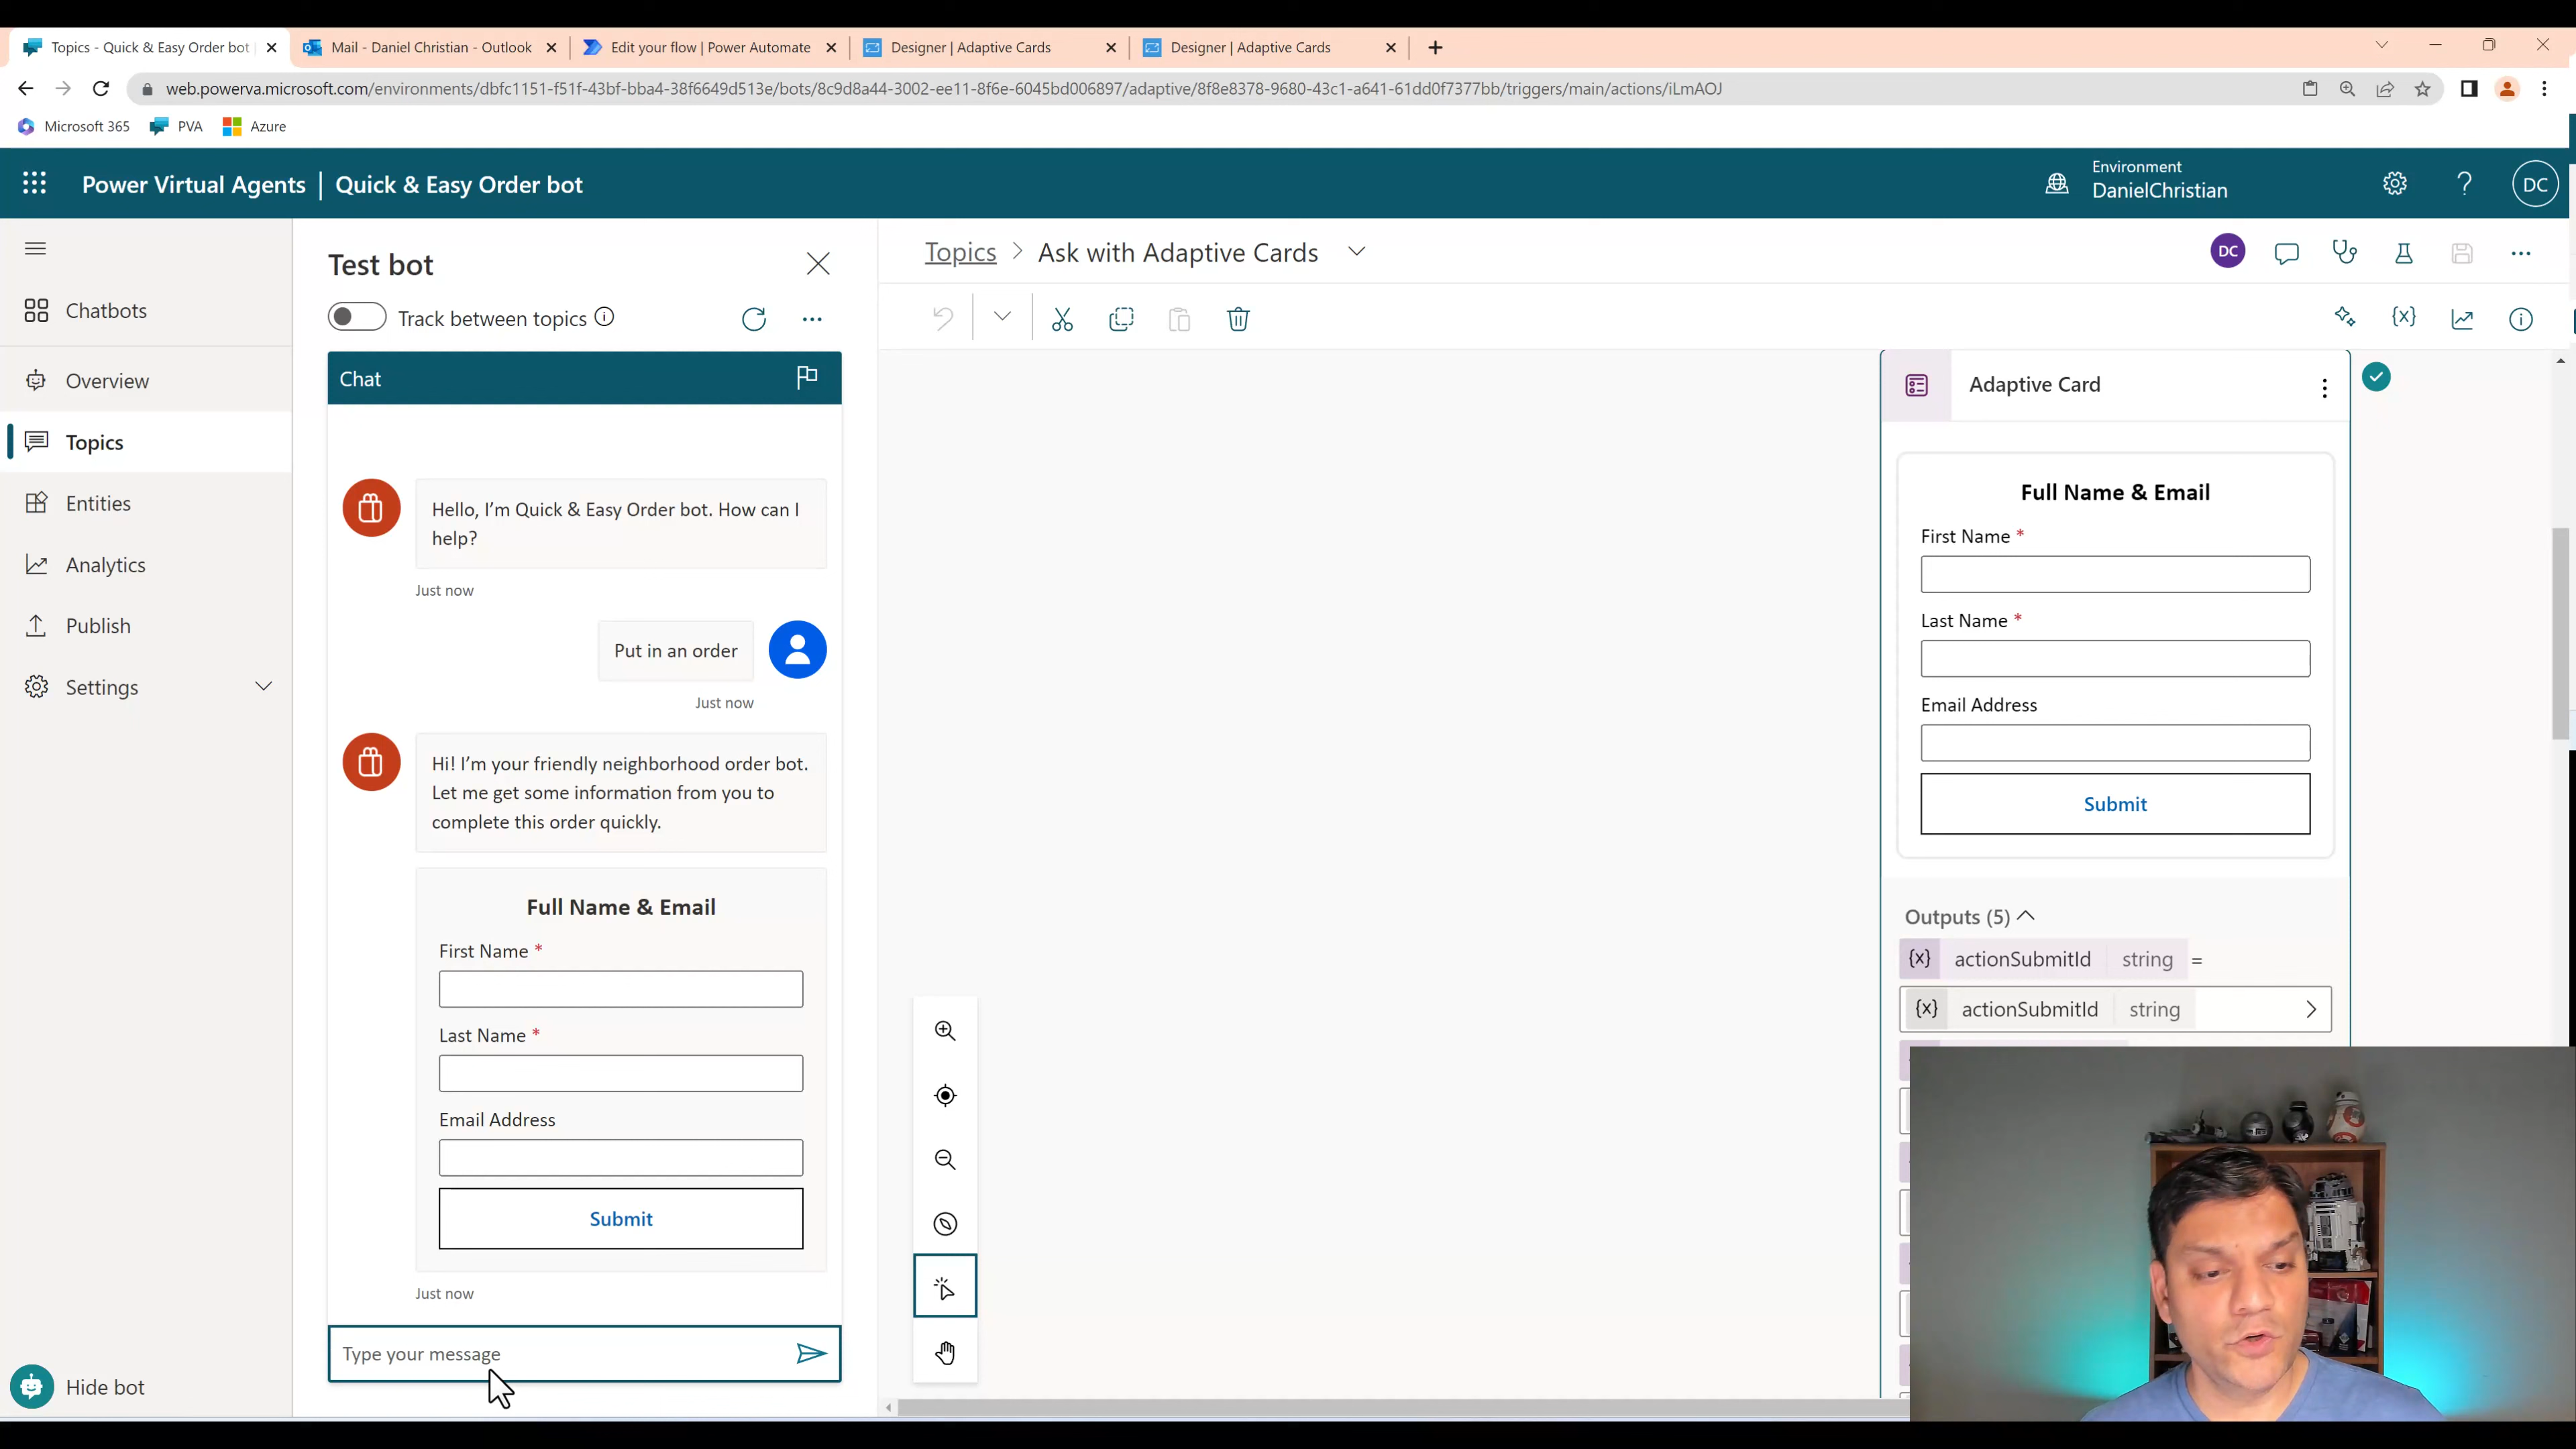 Topics - Quick & Easy Order bot
Mail - Daniel Christian - Outlook
Edit your flow | Power Automate
Designer | Adaptive Cards
Designer | Adaptive Cards
web.powerva.microsoft.com/environments/dbfc1151-f51f-43bf-bba4-38f6649d513e/bots/8c9d8a44-3002-ee11-8f6e-6045bd006897/adaptive/8f8e8378-9680-43c1-a641-61dd0f7377bb/triggers/main/actions/iLmAOJ
Microsoft 365
PVA
Azure
Power Virtual Agents | Quick & Easy Order bot
Environment
DanielChristian
DC
Chatbots
Overview
Topics
Entities
Analytics
Publish
Settings
Hide bot
Test bot
Track between topics
Chat
Hello, I'm Quick & Easy Order bot. How can I
help?
Just now
Put in an order
Just now
Hi! I'm your friendly neighborhood order bot.
Let me get some information from you to
complete this order quickly.
Full Name & Email
First Name *
Last Name *
Email Address
Submit
Just now
Type your message
Topics > Ask with Adaptive Cards
DC
{x}
Adaptive Card
Full Name & Email
First Name *
Last Name *
Email Address
Submit
Outputs (5)
{x} actionSubmitId string =
{x} actionSubmitId string